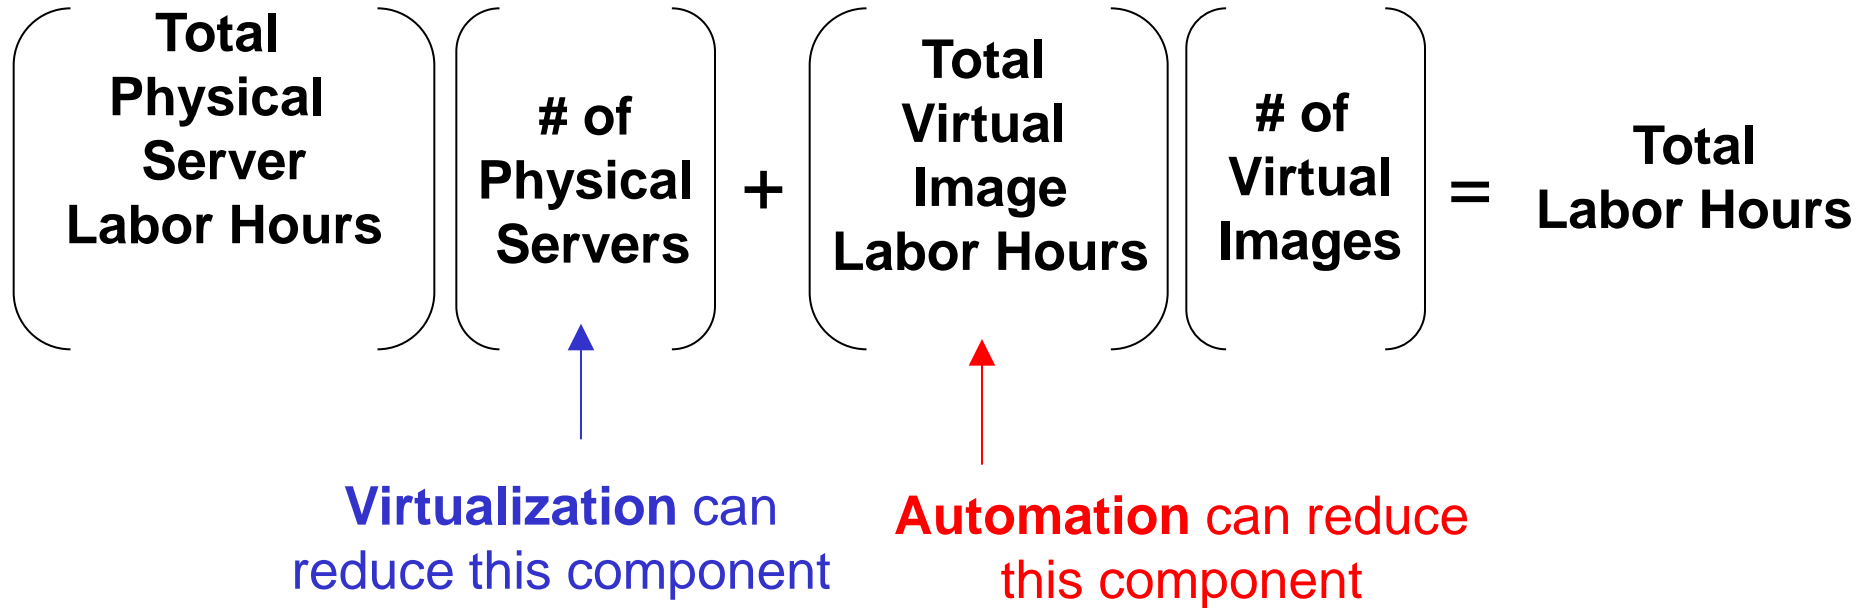 Total
Physical
Server
Labor Hours
# of
Physical
Servers
+
Total
Virtual
Image
Labor Hours
# of
Virtual
Images
=
Total
Labor Hours
Virtualization can
reduce this component
Automation can reduce
this component